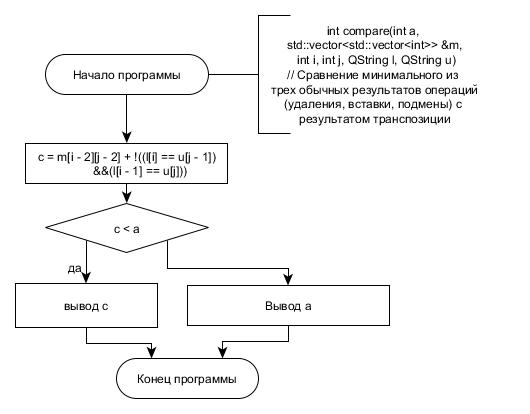 int compare(int a,
std::vector<std::vector<int>> &m,
int i, int j, QString l, QString u)
// Сравнение минимального из
трех обычных результатов операций
(удаления, вставки, подмены) с
результатом транспозиции
Начало программы
c = m[i - 2][j - 2] + !((l[i] == u[j - 1])
&&(l[i - 1] == u[j]))
c < a
да
вывод c
Вывод a
Конец программы